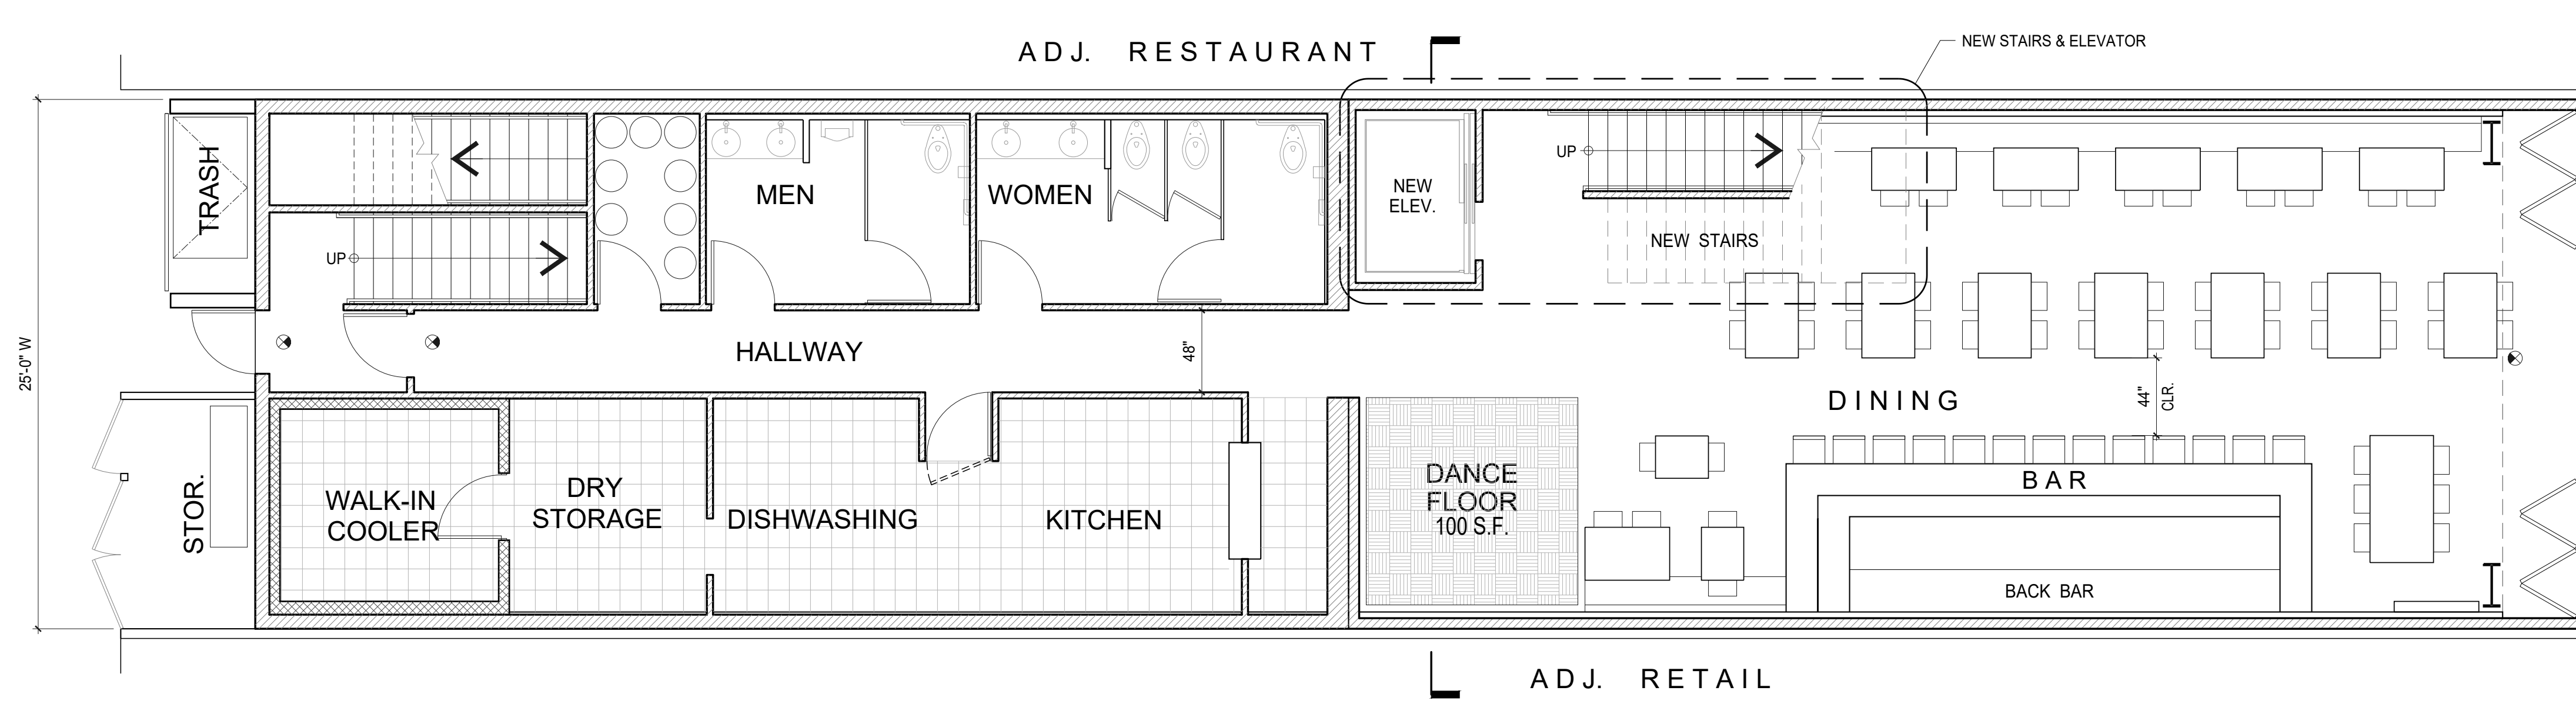 ADJ. RESTAURANT
NEW STAIRS & ELEVATOR
TRASH
UP
MEN
WOMEN
NEW
ELEV.
UP
NEW STAIRS
25'-0" W
HALLWAY
48"
DINING
44"
CLR.
STOR.
WALK-IN
COOLER
DRY
STORAGE
DISHWASHING
KITCHEN
DANCE
FLOOR
100 S.F.
BAR
BACK BAR
ADJ. RETAIL